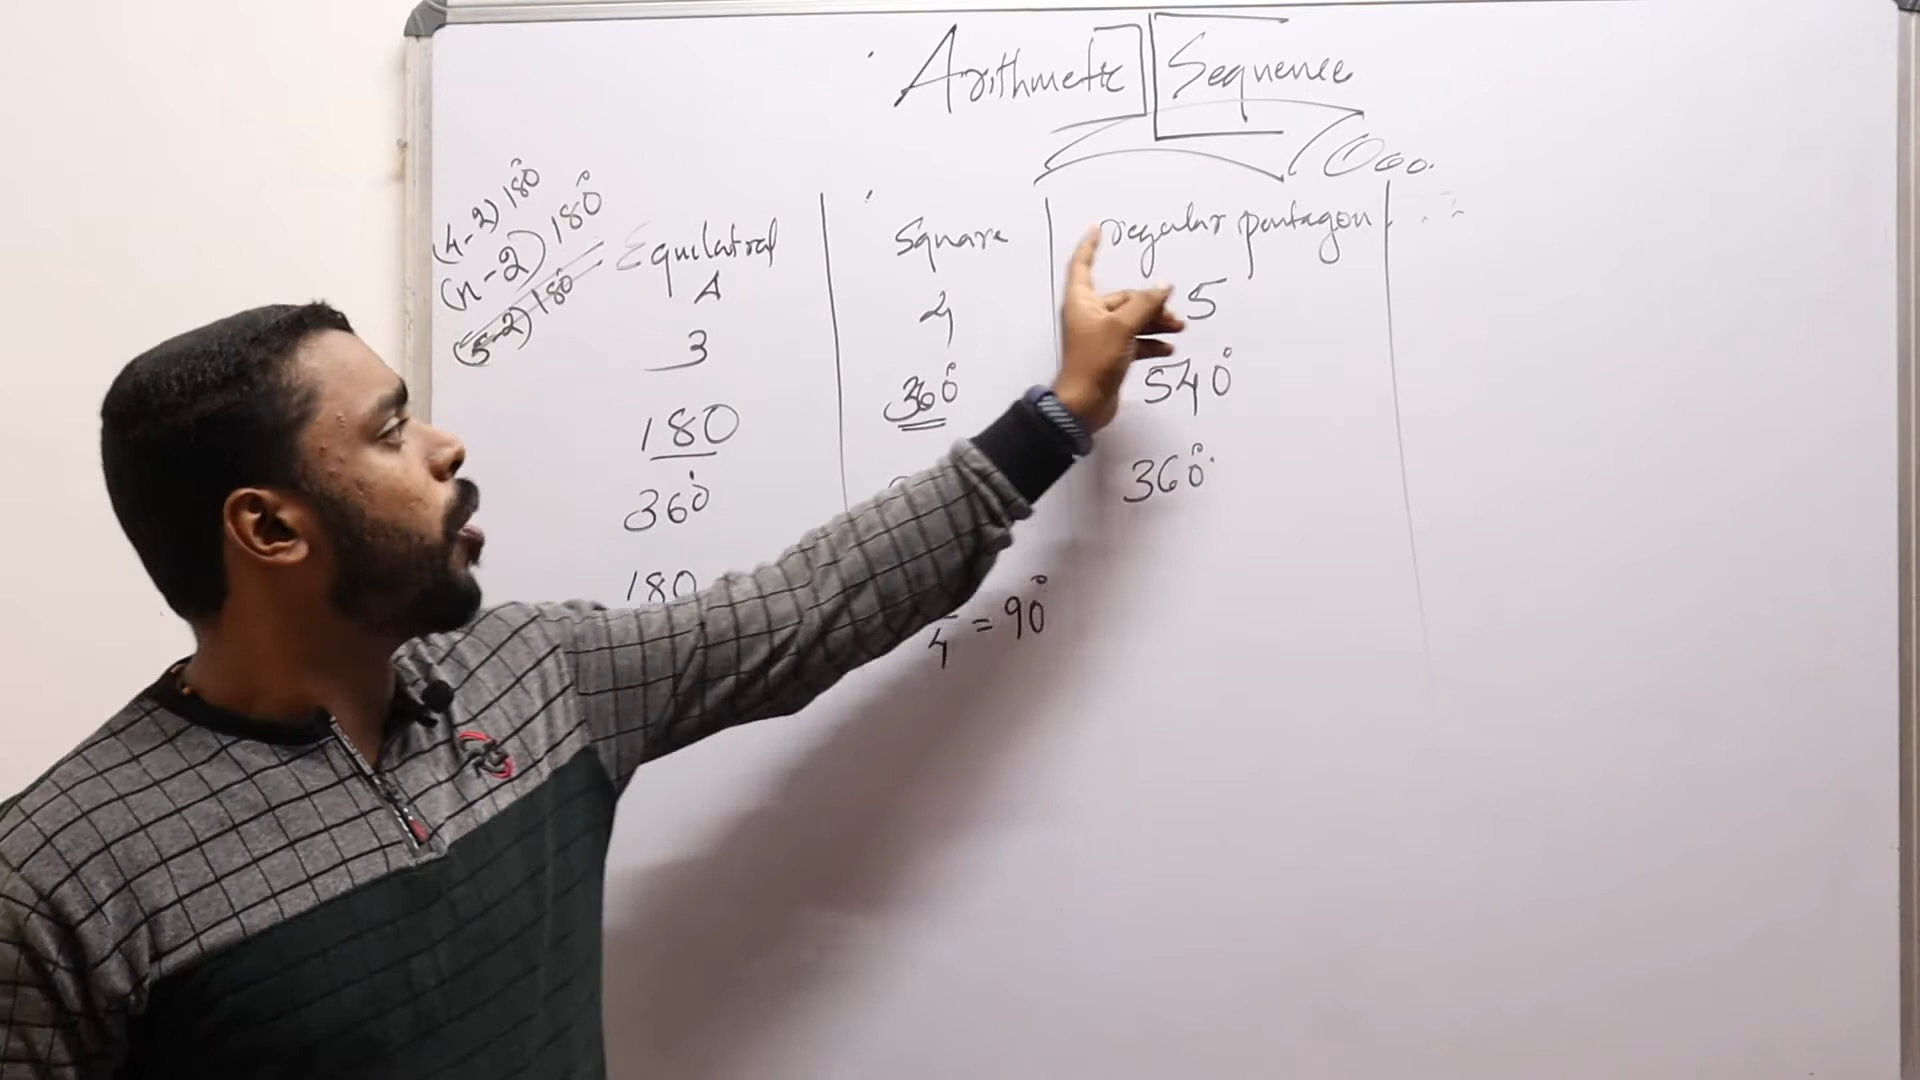 Arithmetic Sequence
(4-2) 180°
(n-2) 180°
(5-2) 180°
Equilatral
Δ
3
180
360°
180
Square
4
360°
4 = 90°
regular pentagon
5
540°
360°